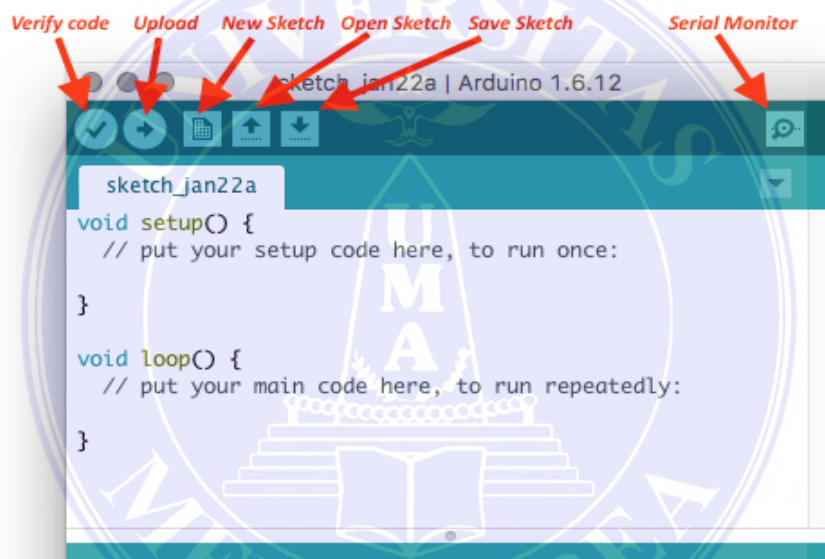 Verify code Upload New Sketch Open Sketch Save Sketch Serial Monitor
sketch_jan22a | Arduino 1.6.12
sketch_jan22a
void setup() {
// put your setup code here, to run once:
}
void loop() {
// put your main code here, to run repeatedly:
}
UMA